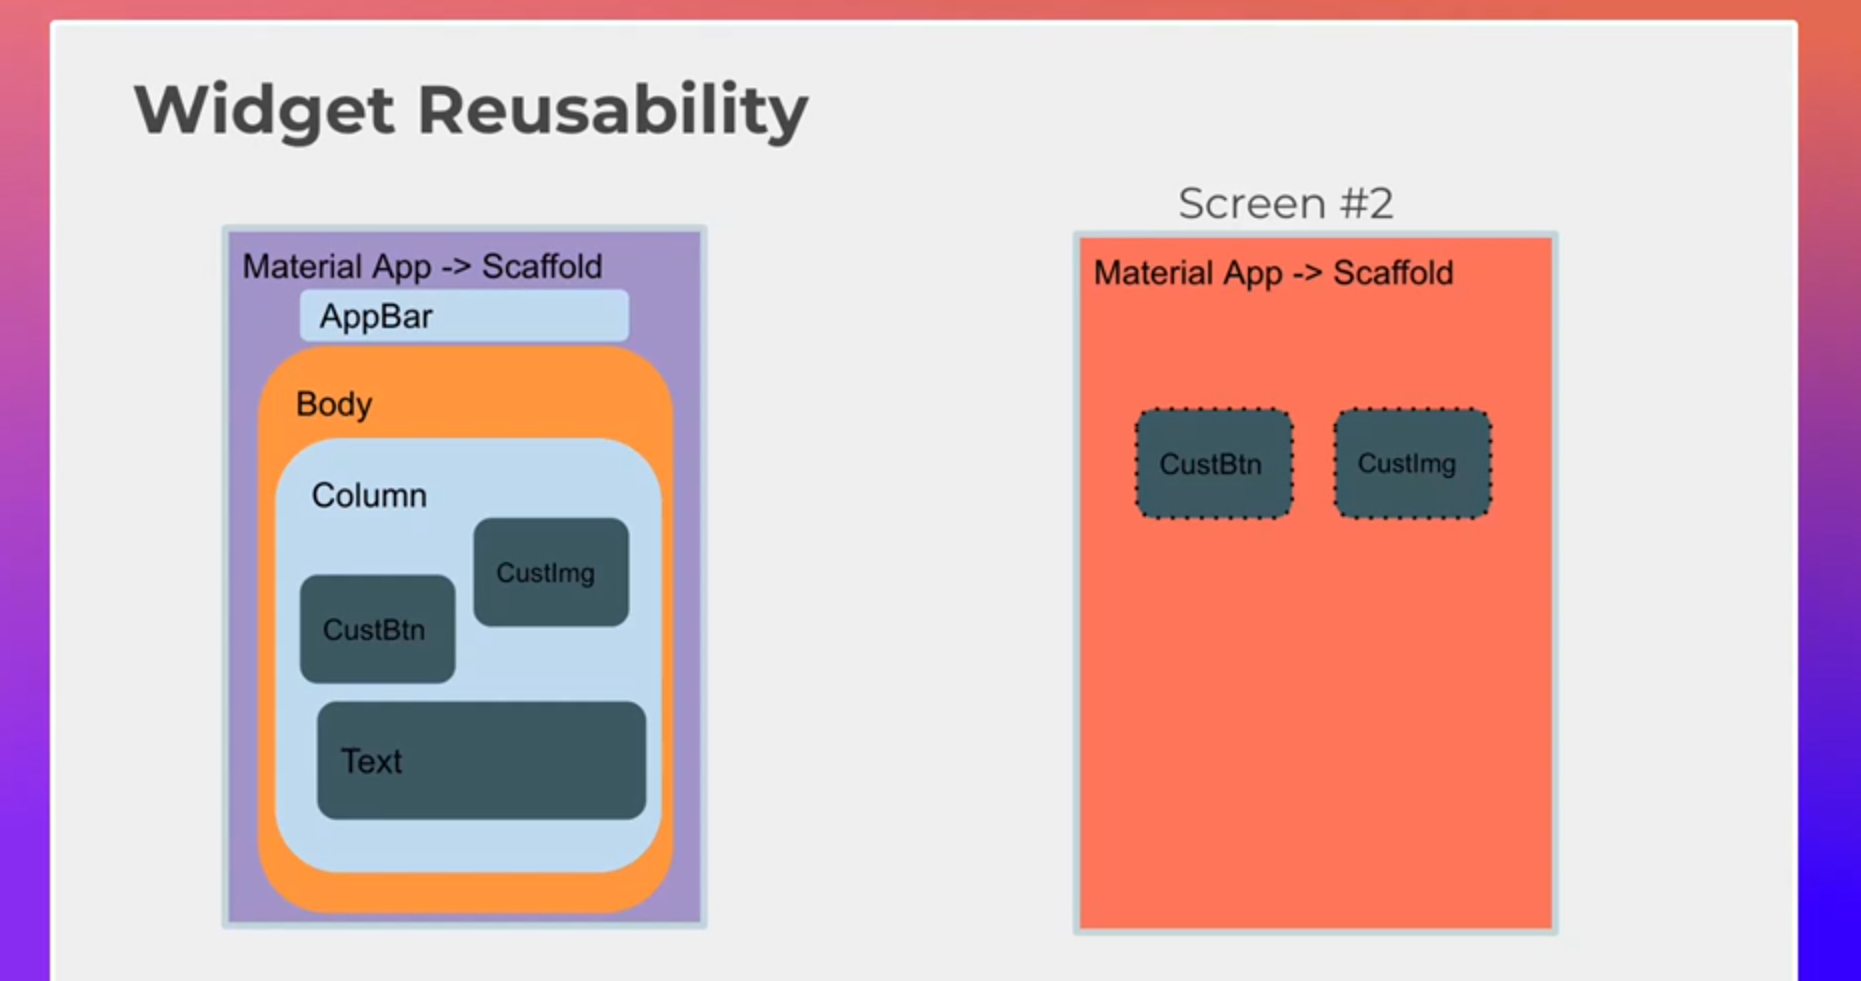 Widget Reusability
Material App -> Scaffold
AppBar
Body
Column
CustImg
CustBtn
Text
Screen #2
Material App -> Scaffold
CustBtn
CustImg